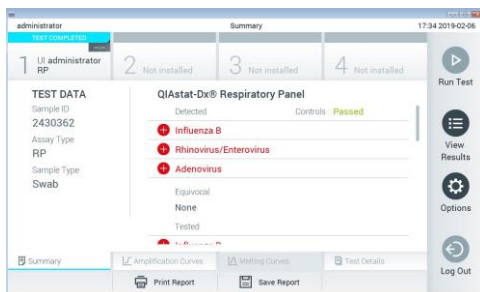 administrator Summary 17:34 2019-02-06
TEST COMPLETED
1 UI administrator RP
2 Not installed
3 Not installed
4 Not installed
Run Test
View Results
Options
Log Out
TEST DATA
Sample ID
2430362
Assay Type
RP
Sample Type
Swab
QIAstat-Dx® Respiratory Panel
Detected Controls Passed
Influenza B
Rhinovirus/Enterovirus
Adenovirus
Equivocal
None
Tested
Summary
Amplification Curves
Melting Curves
Test Details
Print Report
Save Report